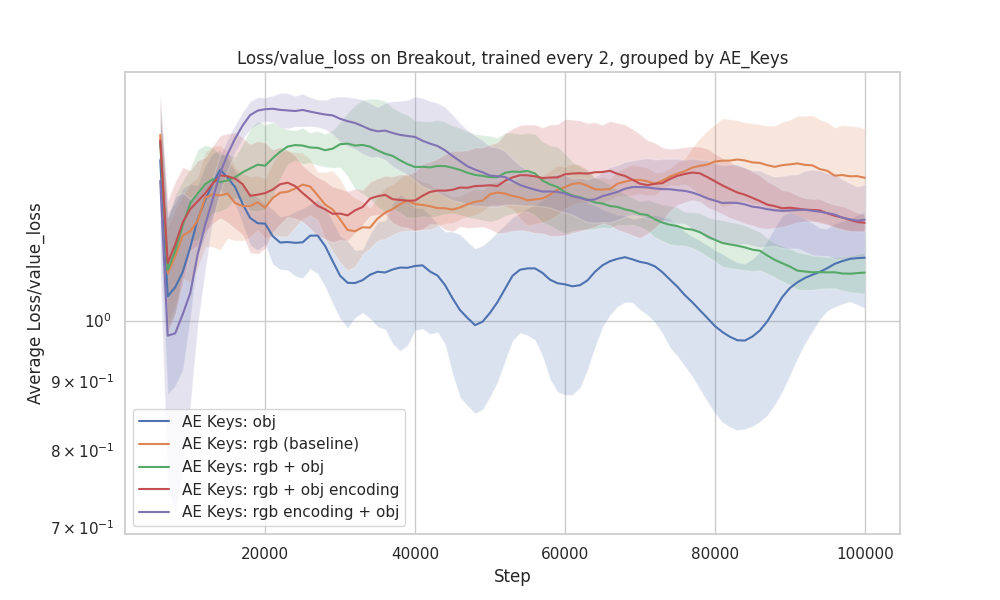 Loss/value_loss on Breakout, trained every 2, grouped by AE_Keys
Average Loss/value_loss
10⁰
9 × 10⁻¹
8 × 10⁻¹
7 × 10⁻¹
AE Keys: obj
AE Keys: rgb (baseline)
AE Keys: rgb + obj
AE Keys: rgb + obj encoding
AE Keys: rgb encoding + obj
20000 40000 60000 80000 100000
Step